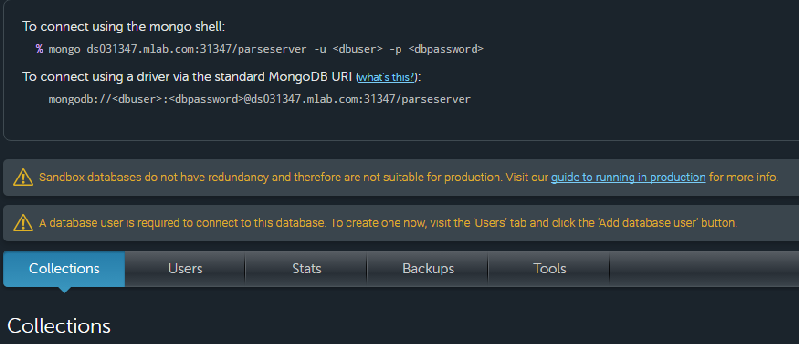 To connect using the mongo shell:
% mongo ds031347.mlab.com:31347/parseserver -u <dbuser> -p <dbpassword>
To connect using a driver via the standard MongoDB URI (what's this?):
mongodb://<dbuser>:<dbpassword>@ds031347.mlab.com:31347/parseserver
Sandbox databases do not have redundancy and therefore are not suitable for production. Visit our guide to running in production for more info.
A database user is required to connect to this database. To create one now, visit the 'Users' tab and click the 'Add database user' button.
Collections Users Stats Backups Tools
Collections